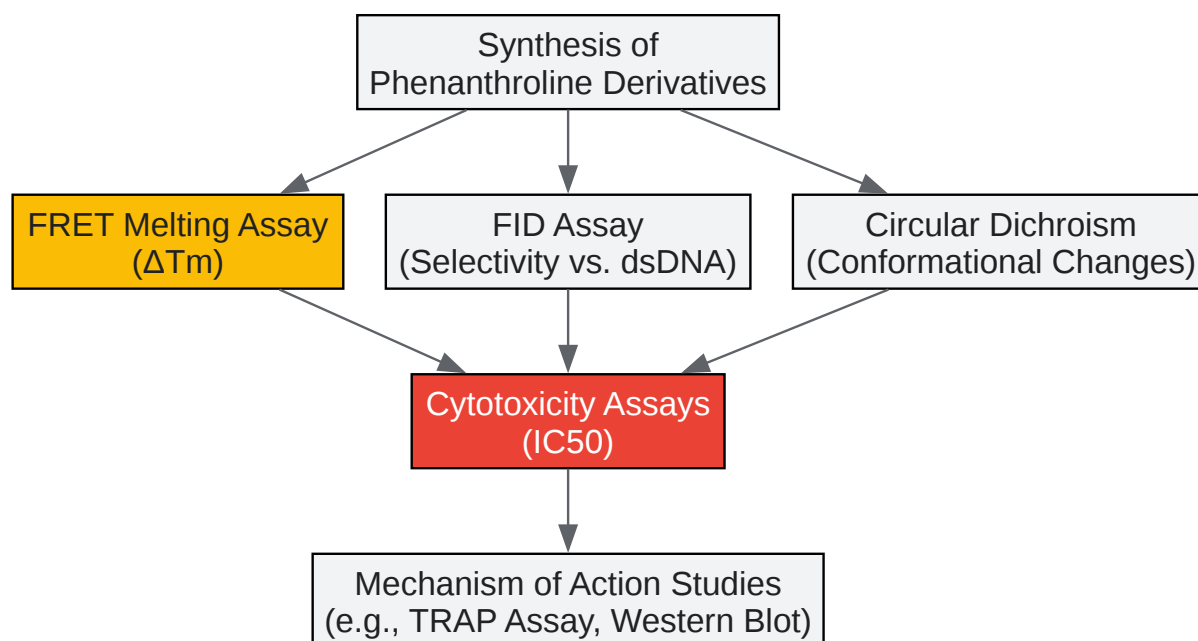 Synthesis of
Phenanthroline Derivatives
FRET Melting Assay
(ΔTm)
FID Assay
(Selectivity vs. dsDNA)
Circular Dichroism
(Conformational Changes)
Cytotoxicity Assays
(IC50)
Mechanism of Action Studies
(e.g., TRAP Assay, Western Blot)